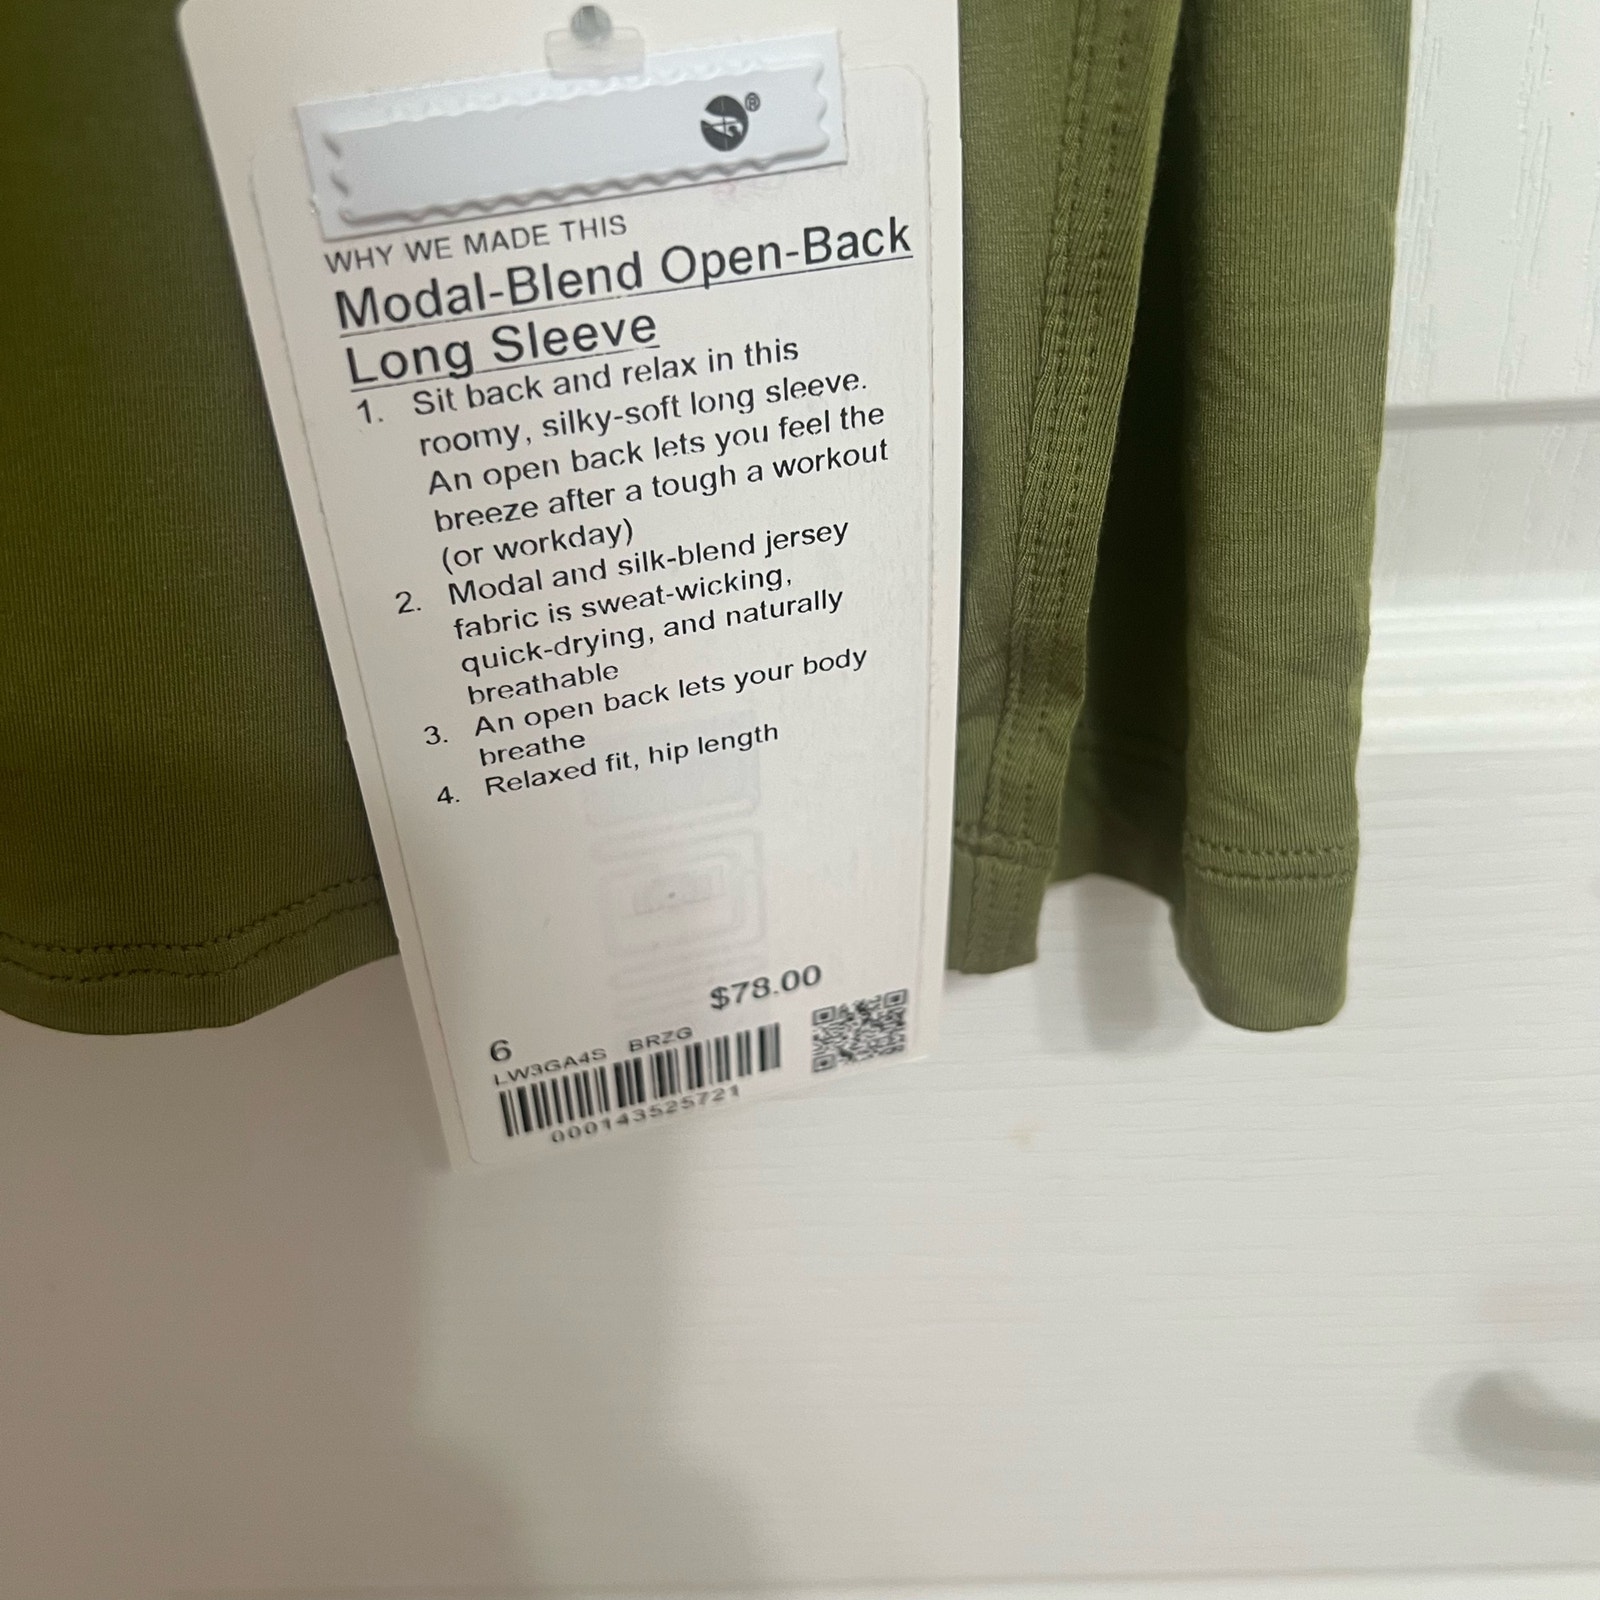 ®
WHY WE MADE THIS
Modal-Blend Open-Back
Long Sleeve
1. Sit back and relax in this
roomy, silky-soft long sleeve.
An open back lets you feel the
breeze after a tough a workout
(or workday)
2. Modal and silk-blend jersey
fabric is sweat-wicking,
quick-drying, and naturally
breathable
3. An open back lets your body
breathe
4. Relaxed fit, hip length
$78.00
6
LW3GA4S BRZG
000143525721